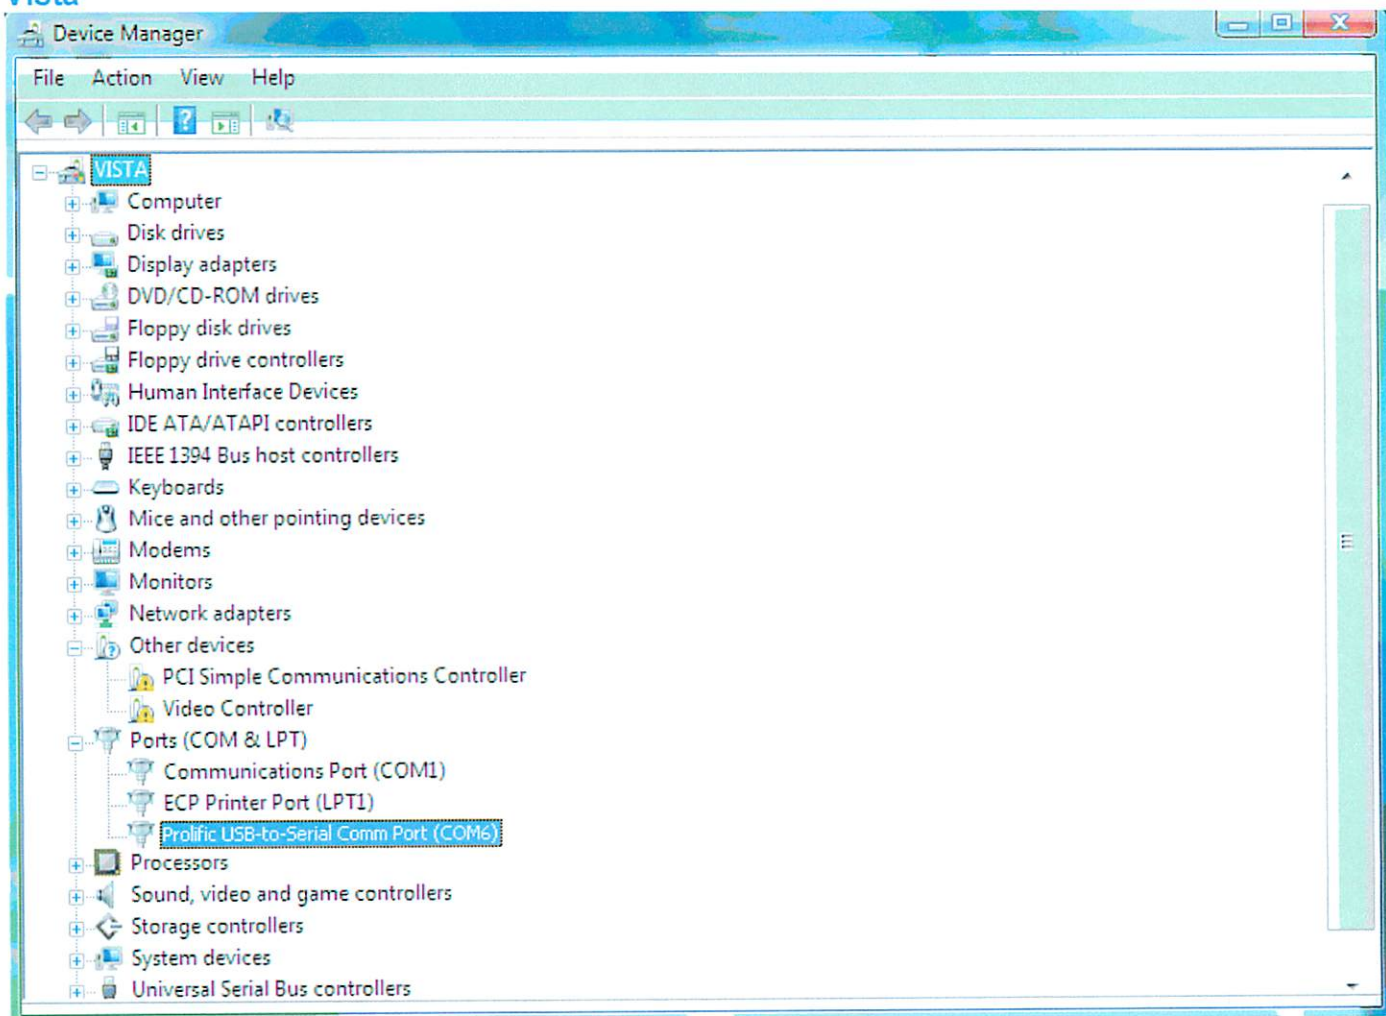 Vista
Device Manager
File Action View Help
VISTA
Computer
Disk drives
Display adapters
DVD/CD-ROM drives
Floppy disk drives
Floppy drive controllers
Human Interface Devices
IDE ATA/ATAPI controllers
IEEE 1394 Bus host controllers
Keyboards
Mice and other pointing devices
Modems
Monitors
Network adapters
Other devices
PCI Simple Communications Controller
Video Controller
Ports (COM & LPT)
Communications Port (COM1)
ECP Printer Port (LPT1)
Prolific USB-to-Serial Comm Port (COM6)
Processors
Sound, video and game controllers
Storage controllers
System devices
Universal Serial Bus controllers